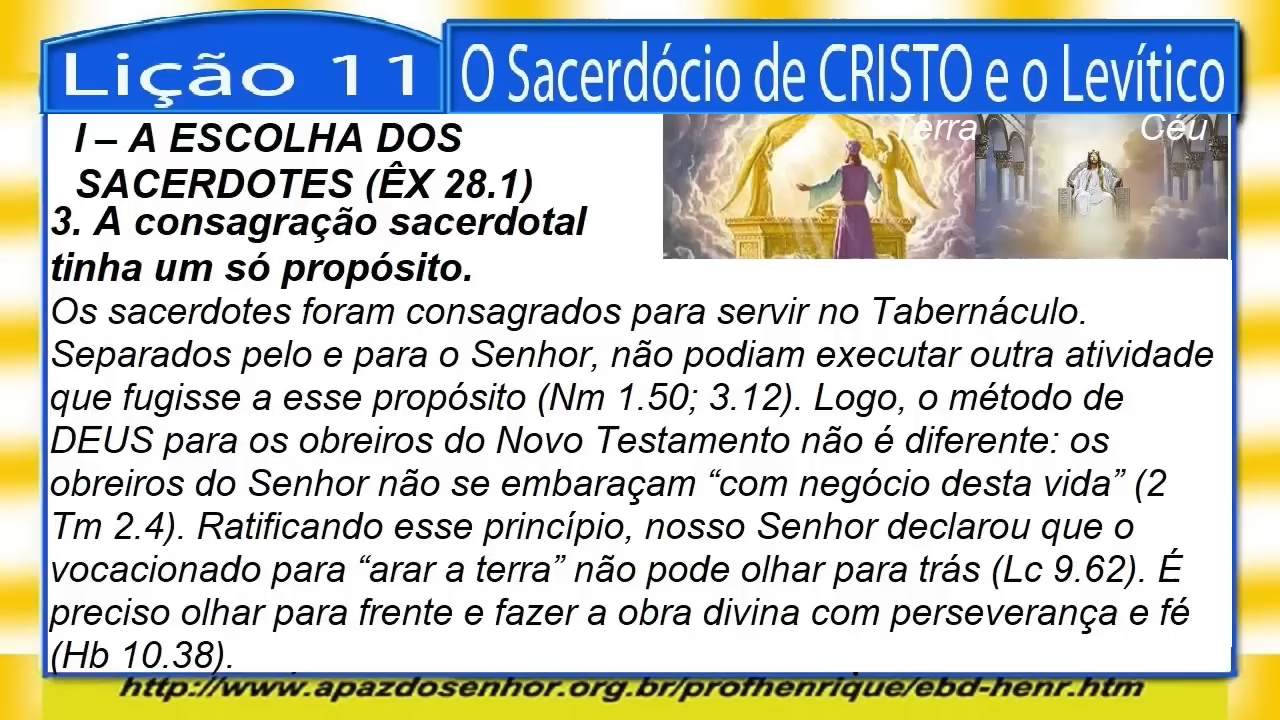 Lição 11
O Sacerdócio de CRISTO e o Levítico
I – A ESCOLHA DOS
SACERDOTES (ÊX 28.1)
Terra
Céu
3. A consagração sacerdotal
tinha um só propósito.
Os sacerdotes foram consagrados para servir no Tabernáculo.
Separados pelo e para o Senhor, não podiam executar outra atividade
que fugisse a esse propósito (Nm 1.50; 3.12). Logo, o método de
DEUS para os obreiros do Novo Testamento não é diferente: os
obreiros do Senhor não se embaraçam “com negócio desta vida” (2
Tm 2.4). Ratificando esse princípio, nosso Senhor declarou que o
vocacionado para “arar a terra” não pode olhar para trás (Lc 9.62). É
preciso olhar para frente e fazer a obra divina com perseverança e fé
(Hb 10.38).
http://www.apazdosenhor.org.br/profhenrique/ebd-henr.htm